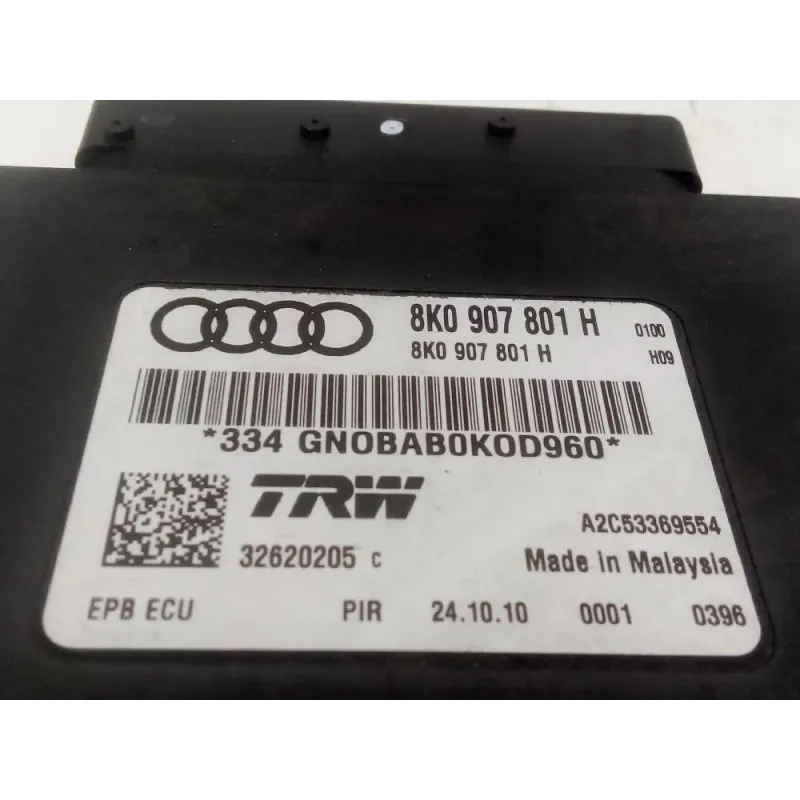 8K0 907 801 H 0100
8K0 907 801 H H09
*334 GN0BAB0K0D960*
TRW
A2C53369554
32620205 C Made in Malaysia
EPB ECU PIR 24.10.10 0001 0396